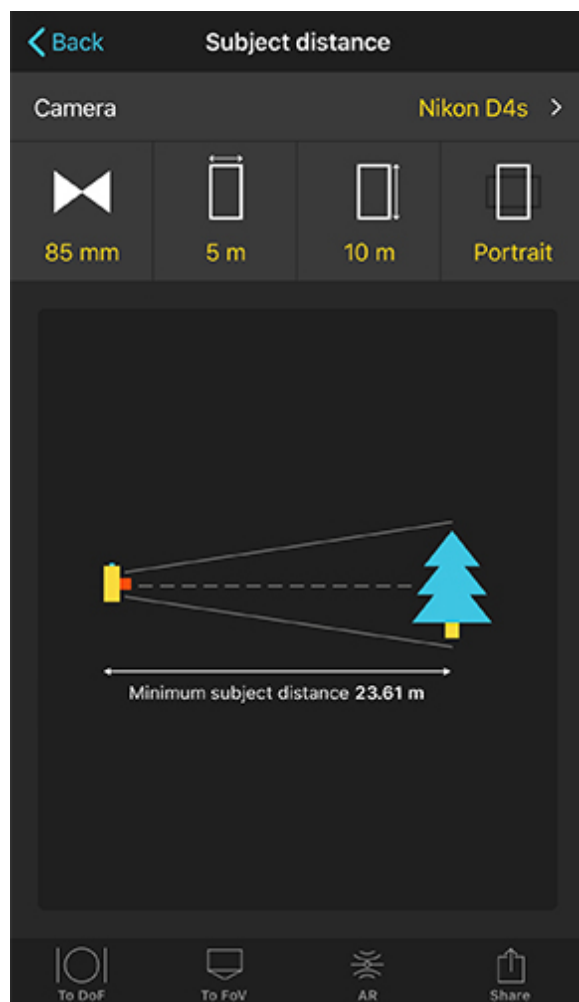 Back Subject distance
Camera Nikon D4s >
85 mm 5 m 10 m Portrait
Minimum subject distance 23.61 m
To DoF To FoV AR Share